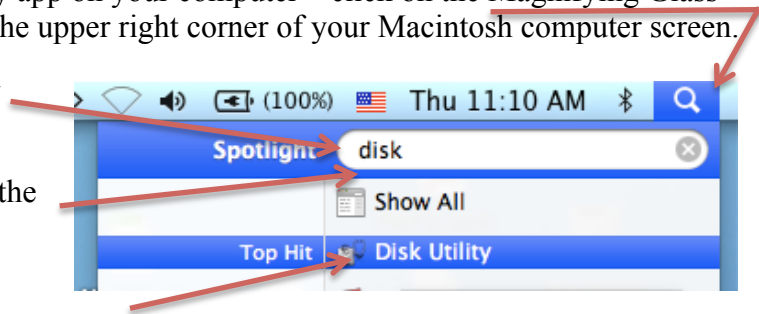 app on your computer – click on the Magnifying Glass
he upper right corner of your Macintosh computer screen.
(100%) Thu 11:10 AM
Spotlight disk
the
Show All
Top Hit Disk Utility